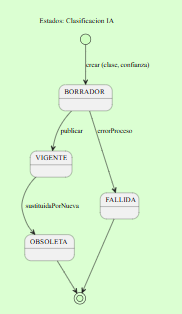 Estados: Clasificacion IA
crear (clase, confianza)
BORRADOR
publicar
errorProceso
VIGENTE
sustituidaPorNueva
FALLIDA
OBSOLETA